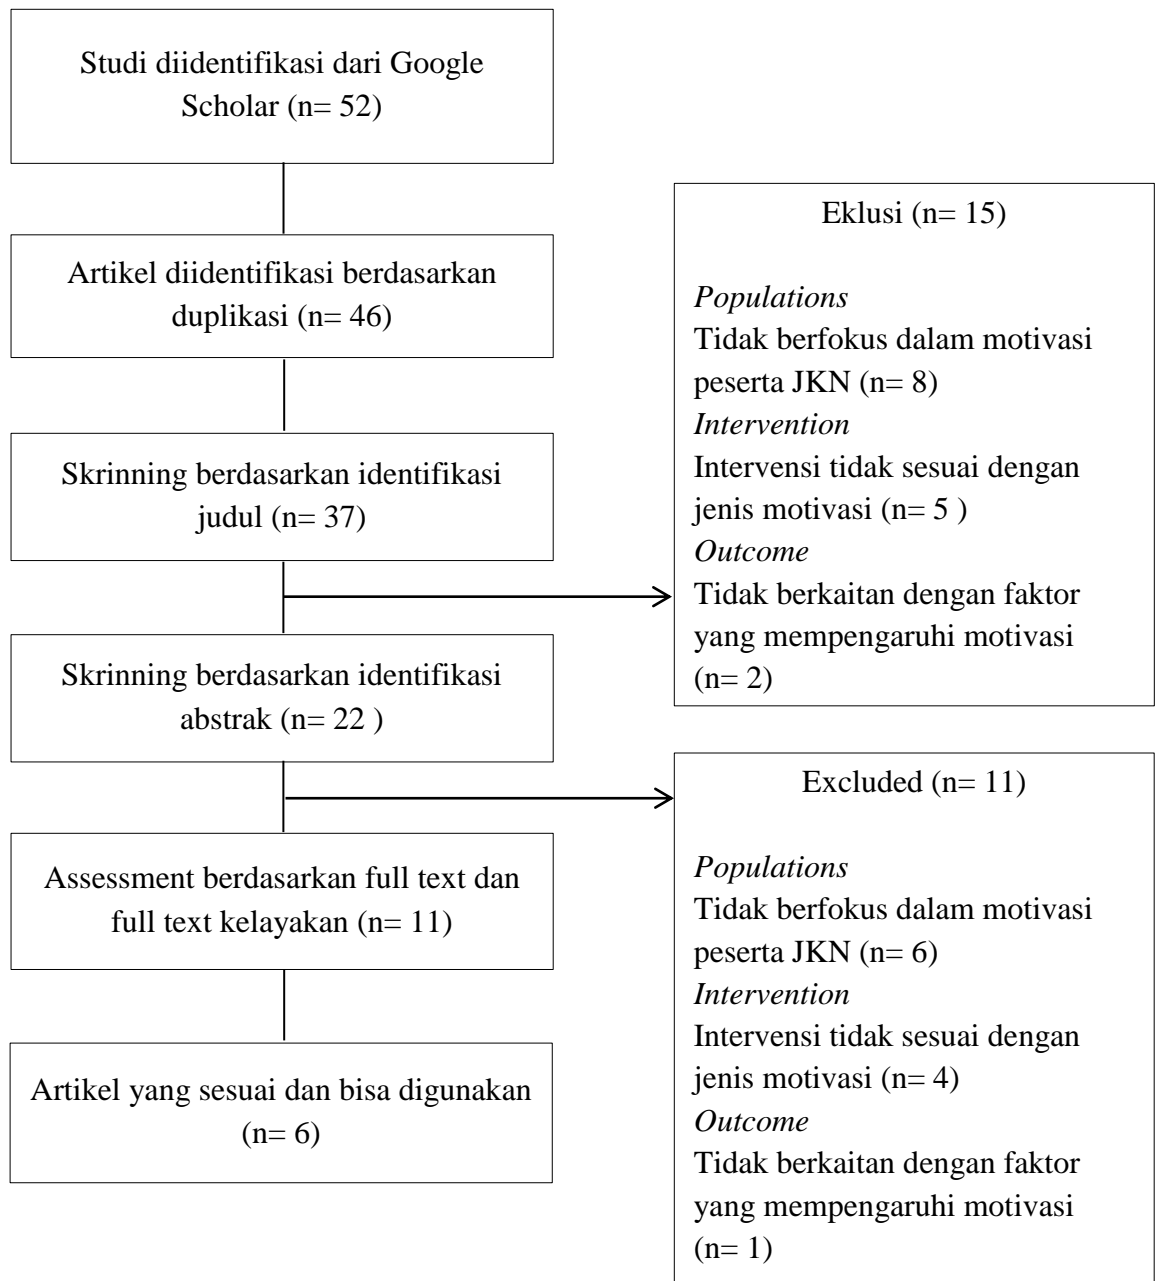 Studi diidentifikasi dari Google
Scholar (n= 52)
Artikel diidentifikasi berdasarkan
duplikasi (n= 46)
Skrinning berdasarkan identifikasi
judul (n= 37)
Eklusi (n= 15)
Populations
Tidak berfokus dalam motivasi
peserta JKN (n= 8)
Intervention
Intervensi tidak sesuai dengan
jenis motivasi (n= 5 )
Outcome
Tidak berkaitan dengan faktor
yang mempengaruhi motivasi
(n= 2)
Skrinning berdasarkan identifikasi
abstrak (n= 22 )
Excluded (n= 11)
Populations
Tidak berfokus dalam motivasi
peserta JKN (n= 6)
Intervention
Intervensi tidak sesuai dengan
jenis motivasi (n= 4)
Outcome
Tidak berkaitan dengan faktor
yang mempengaruhi motivasi
(n= 1)
Assessment berdasarkan full text dan
full text kelayakan (n= 11)
Artikel yang sesuai dan bisa digunakan
(n= 6)